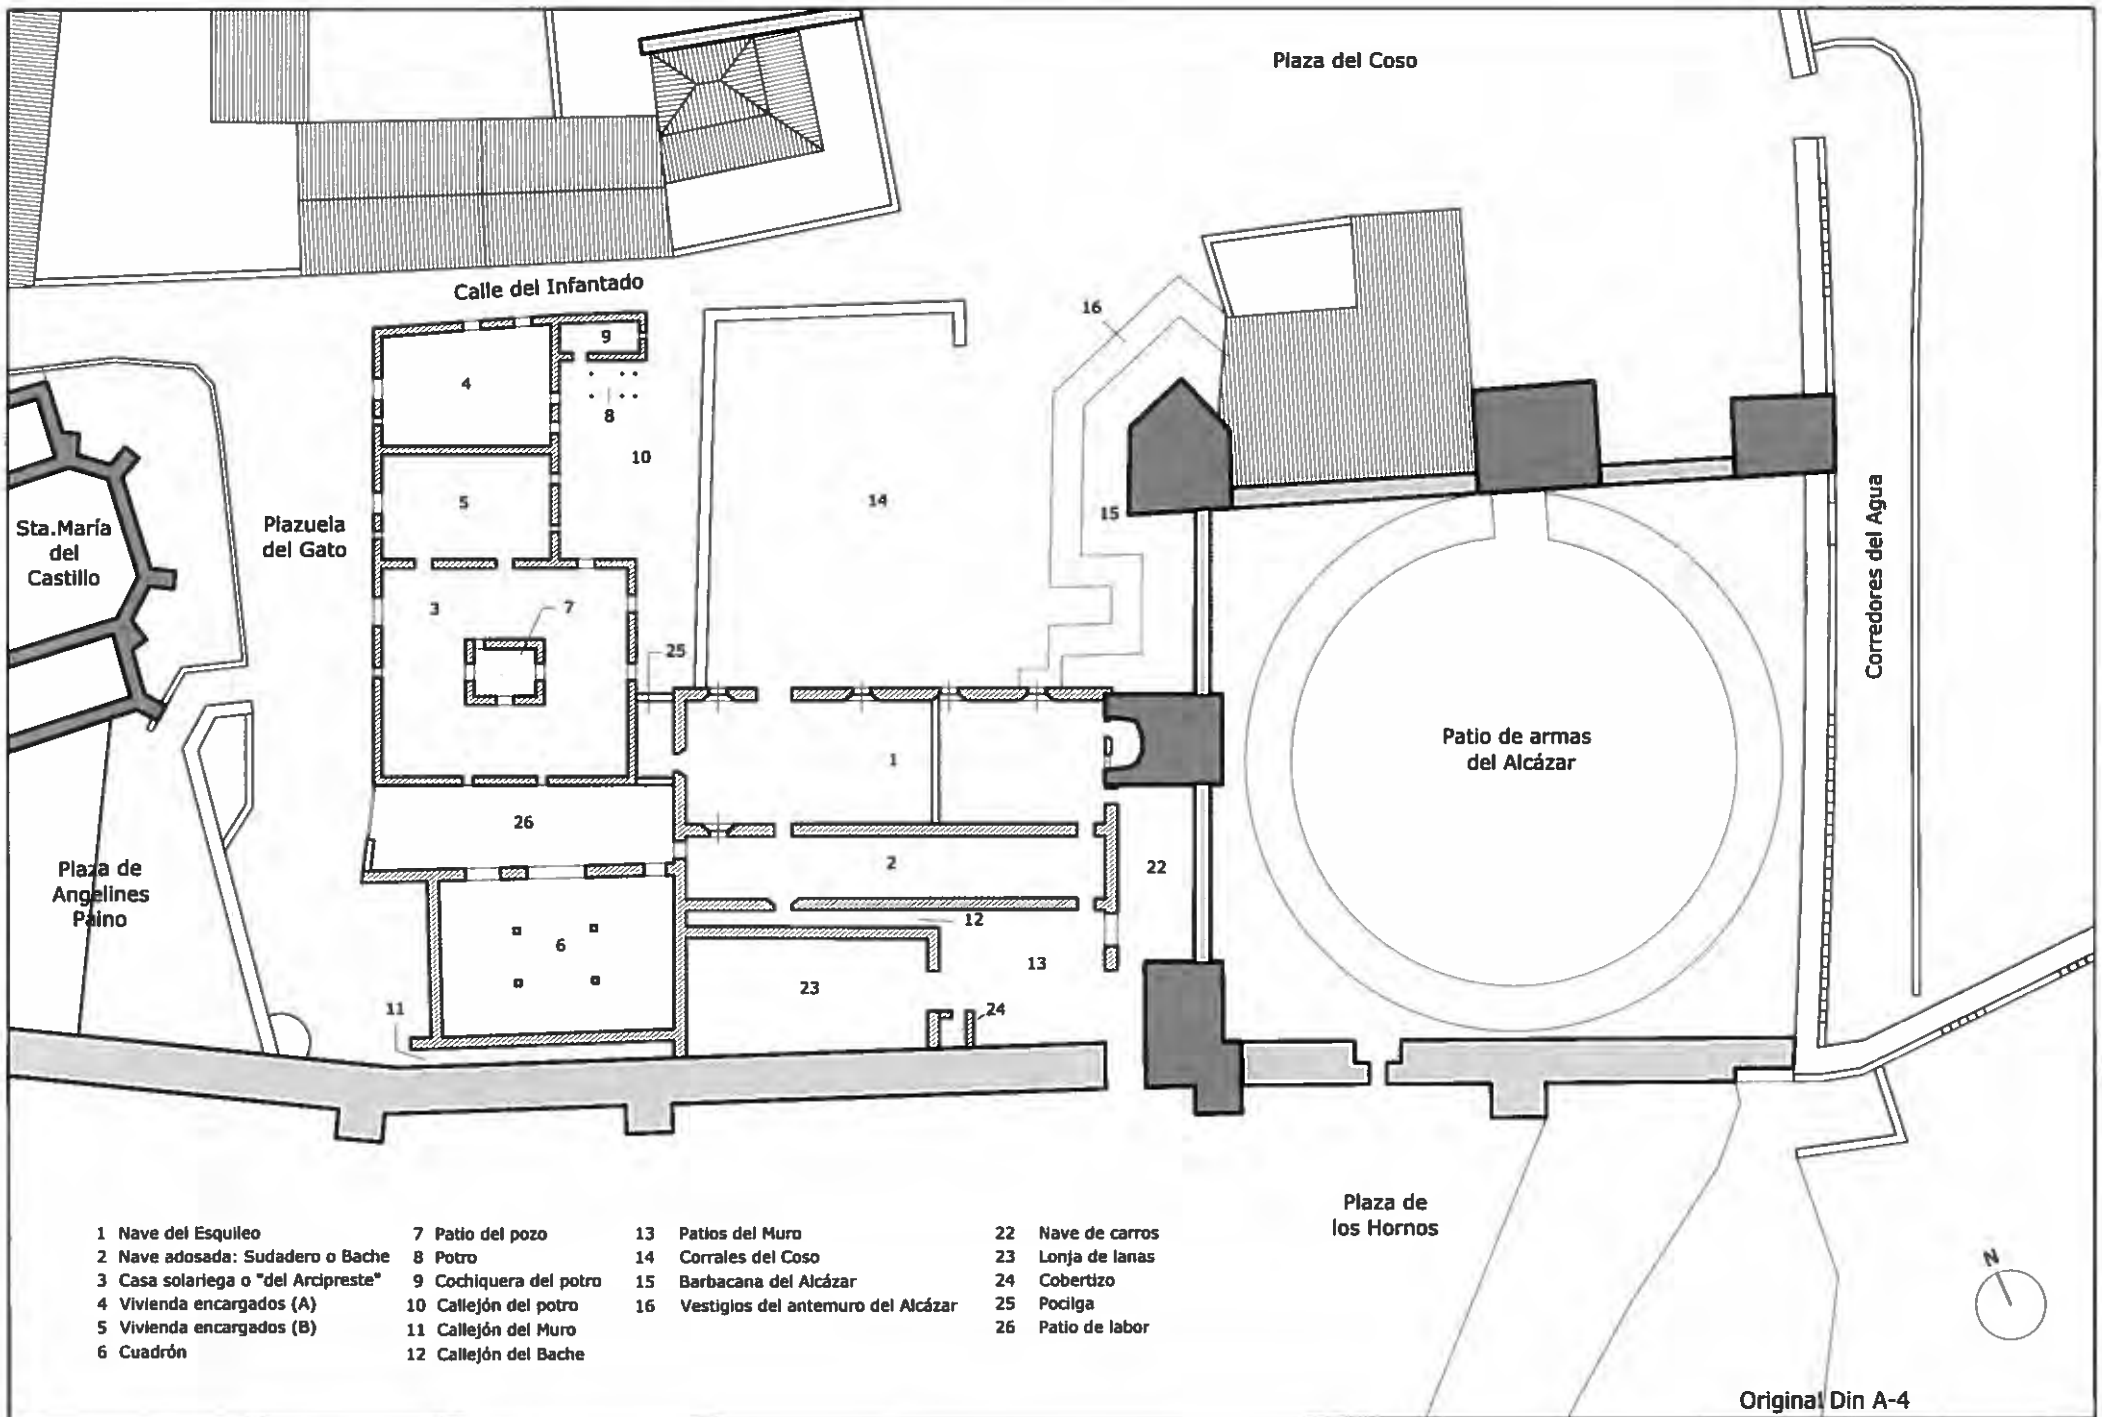 Plaza del Coso
Calle del Infantado
16
9
4
8
10
5
14
15
Sta.María
del
Castillo
Plazuela
del Gato
Corredores del Agua
3
7
25
1
Patio de armas
del Alcázar
26
2
22
Plaza de
Angelines
Paino
12
6
13
23
11
24
Plaza de
los Hornos
1 Nave del Esquileo
2 Nave adosada: Sudadero o Bache
3 Casa solariega o "del Arcipreste"
4 Vivienda encargados (A)
5 Vivienda encargados (B)
6 Cuadrón
7 Patio del pozo
8 Potro
9 Cochiquera del potro
10 Callejón del potro
11 Callejón del Muro
12 Callejón del Bache
13 Patios del Muro
14 Corrales del Coso
15 Barbacana del Alcázar
16 Vestigios del antemuro del Alcázar
22 Nave de carros
23 Lonja de lanas
24 Cobertizo
25 Pocilga
26 Patio de labor
N
Original Din A-4